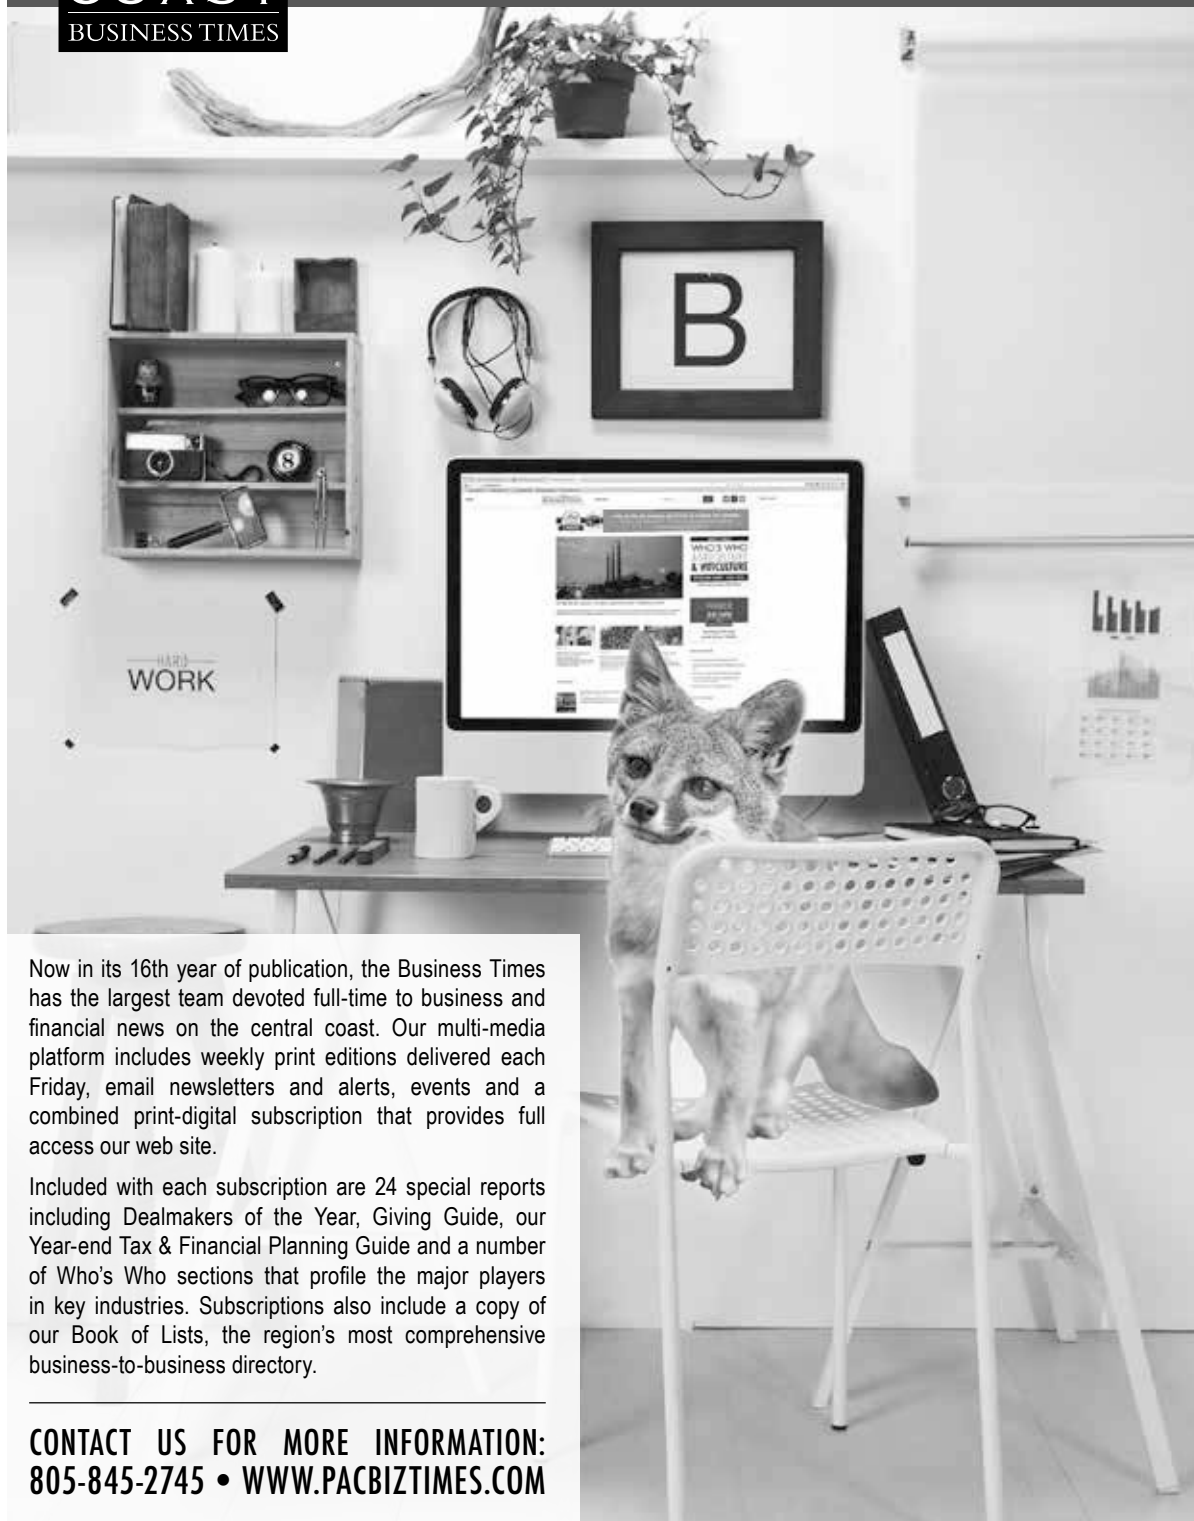 BUSINESS TIMES
B
8
WHO'S WHO
& VITICULTURE
HARD
WORK
Now in its 16th year of publication, the Business Times
has the largest team devoted full-time to business and
financial news on the central coast. Our multi-media
platform includes weekly print editions delivered each
Friday, email newsletters and alerts, events and a
combined print-digital subscription that provides full
access our web site.
Included with each subscription are 24 special reports
including Dealmakers of the Year, Giving Guide, our
Year-end Tax & Financial Planning Guide and a number
of Who's Who sections that profile the major players
in key industries. Subscriptions also include a copy of
our Book of Lists, the region's most comprehensive
business-to-business directory.
CONTACT US FOR MORE INFORMATION:
805-845-2745 • WWW.PACBIZTIMES.COM